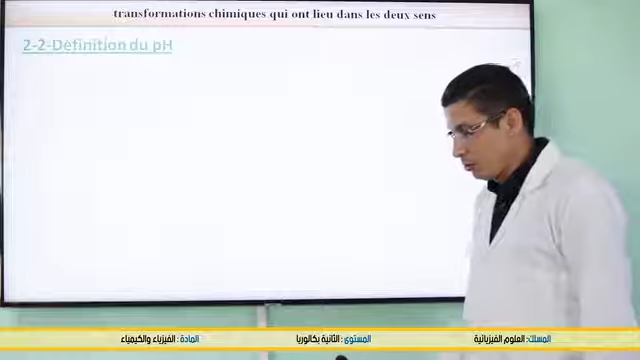 transformations chimiques qui ont lieu dans les deux sens
2-2-Définition du pH
المسلك: العلوم الفيزيائية المستوى : الثانية بكالوريا المادة : الفيزياء والكيمياء